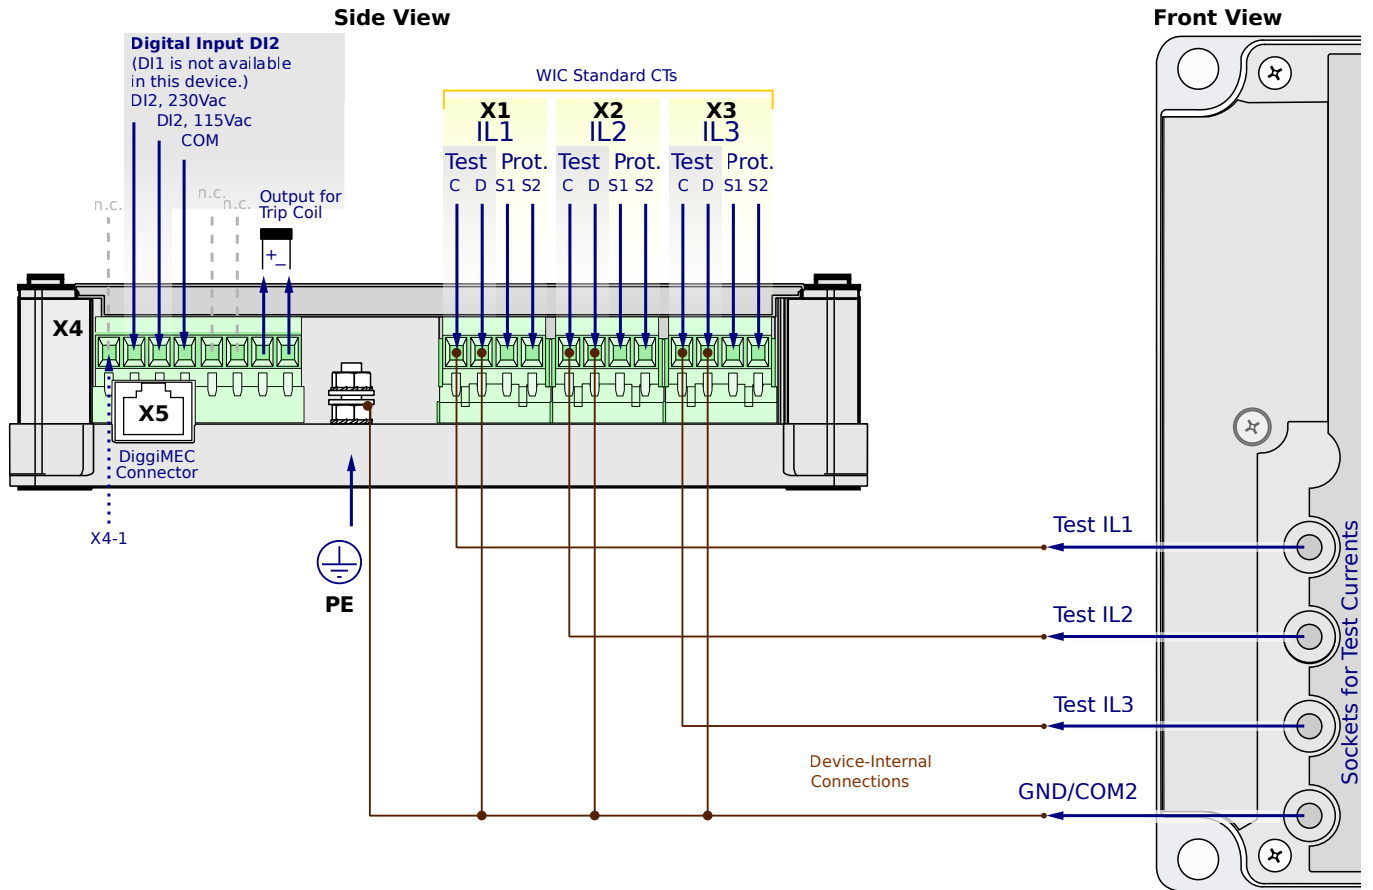 Side View
Front View
Digital Input DI2
(DI1 is not available
in this device.)
DI2, 230Vac
DI2, 115Vac
COM
n.c.
n.c.
n.c.
Output for
Trip Coil
+
−
WIC Standard CTs
X1
IL1
Test Prot.
C D S1 S2
X2
IL2
Test Prot.
C D S1 S2
X3
IL3
Test Prot.
C D S1 S2
X4
X5
DiggiMEC
Connector
X4-1
PE
Test IL1
Test IL2
Test IL3
GND/COM2
Device-Internal
Connections
Sockets for Test Currents